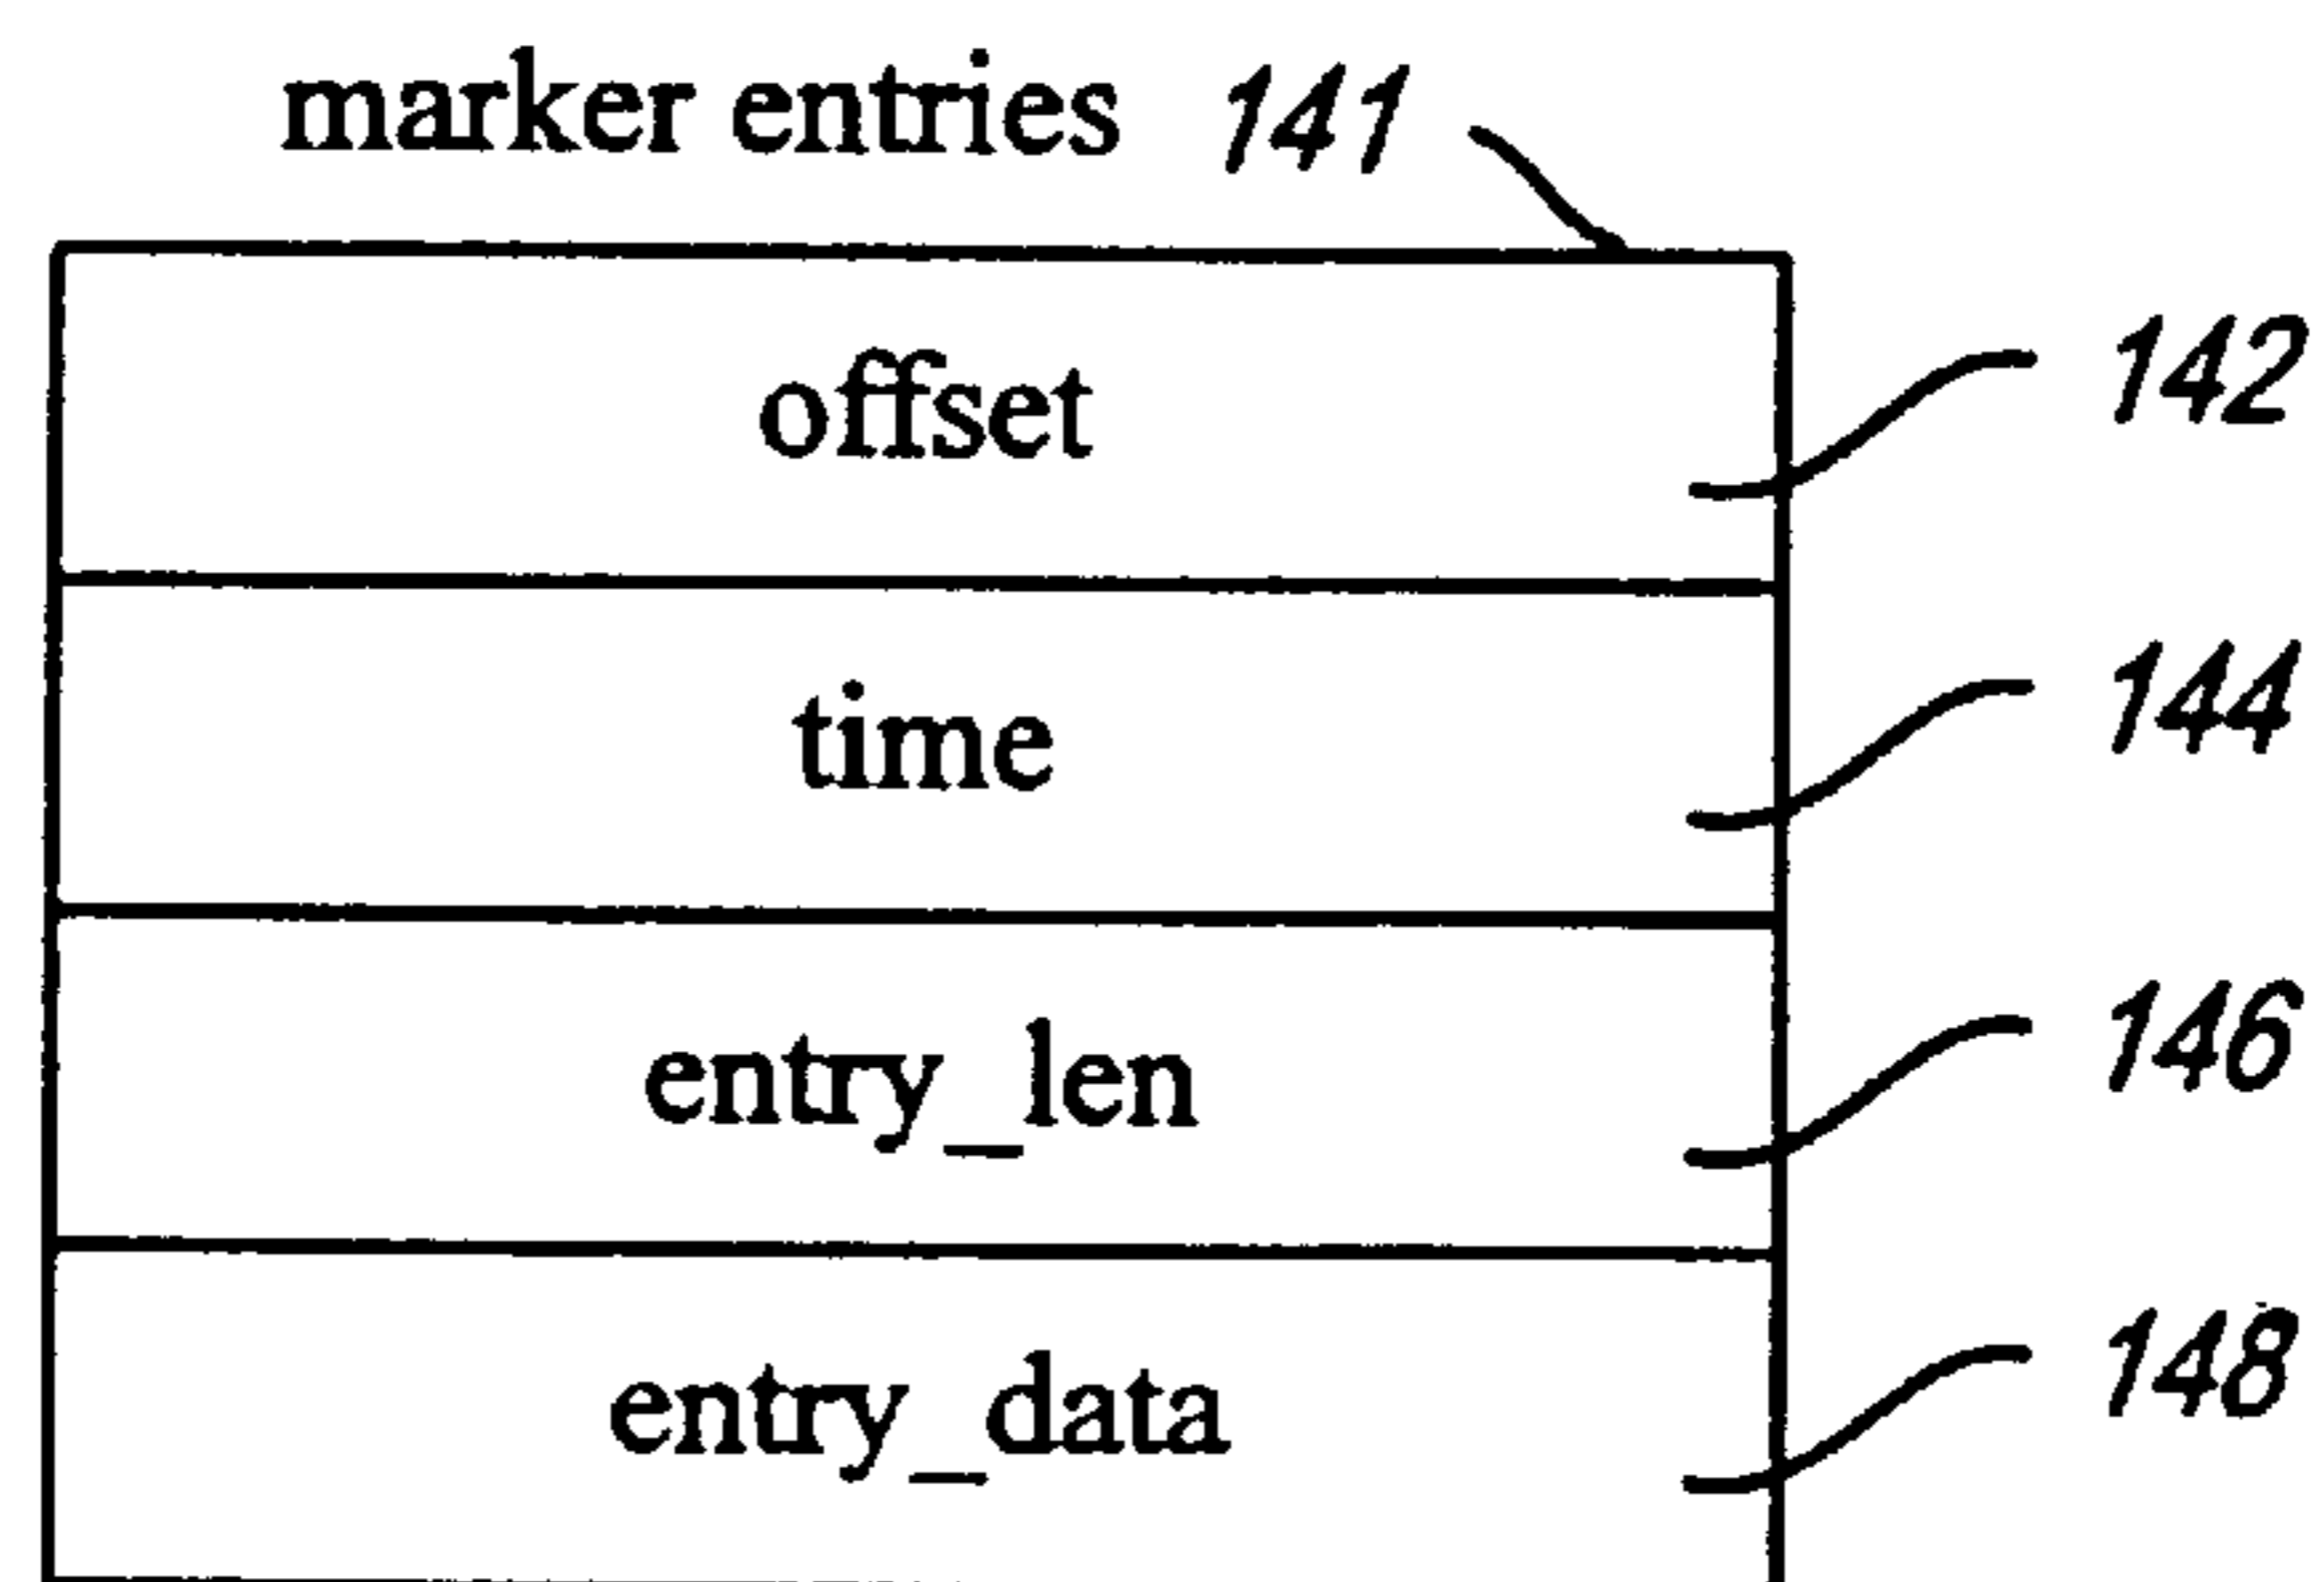 marker entries 141
offset 142
time 144
entry_len 146
entry_data 148